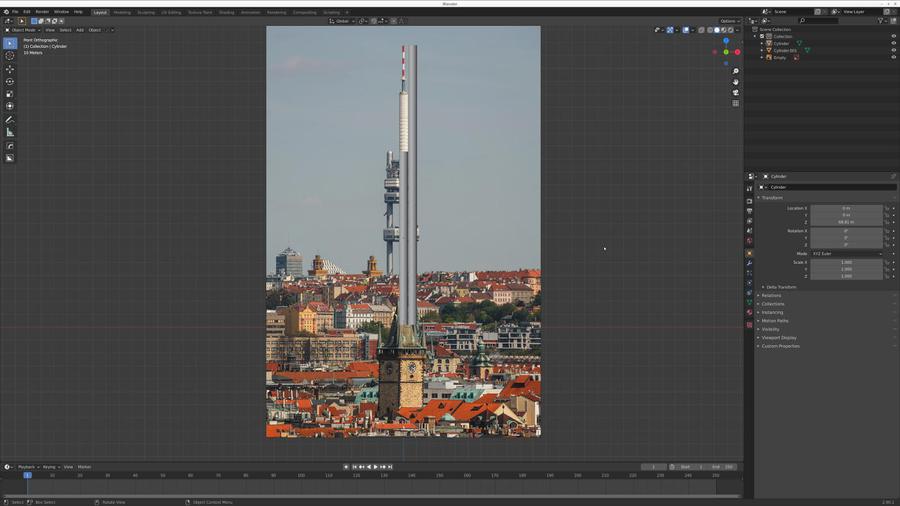 Blender
File Edit Render Window Help Layout Modeling Sculpting UV Editing Texture Paint Shading Animation Rendering Compositing Scripting Scene View Layer
Global Options
Object Mode View Select Add Object
Front Orthographic
(1) Collection | Cylinder
10 Meters
Scene Collection
Collection
Cylinder
Cylinder.001
Empty
Cylinder
Cylinder
Transform
Location X 0 m
Y 0 m
Z 68.81 m
Rotation X 0°
Y 0°
Z 0°
Mode XYZ Euler
Scale X 1.000
Y 1.000
Z 1.000
Delta Transform
Relations
Collections
Instancing
Motion Paths
Visibility
Viewport Display
Custom Properties
Playback Keying View Marker 1 Start 1 End 250
1 10 20 30 40 50 60 70 80 90 100 110 120 130 140 150 160 170 180 190 200 210 220 230 240 250
Select Box Select Rotate View Object Context Menu 2.90.1